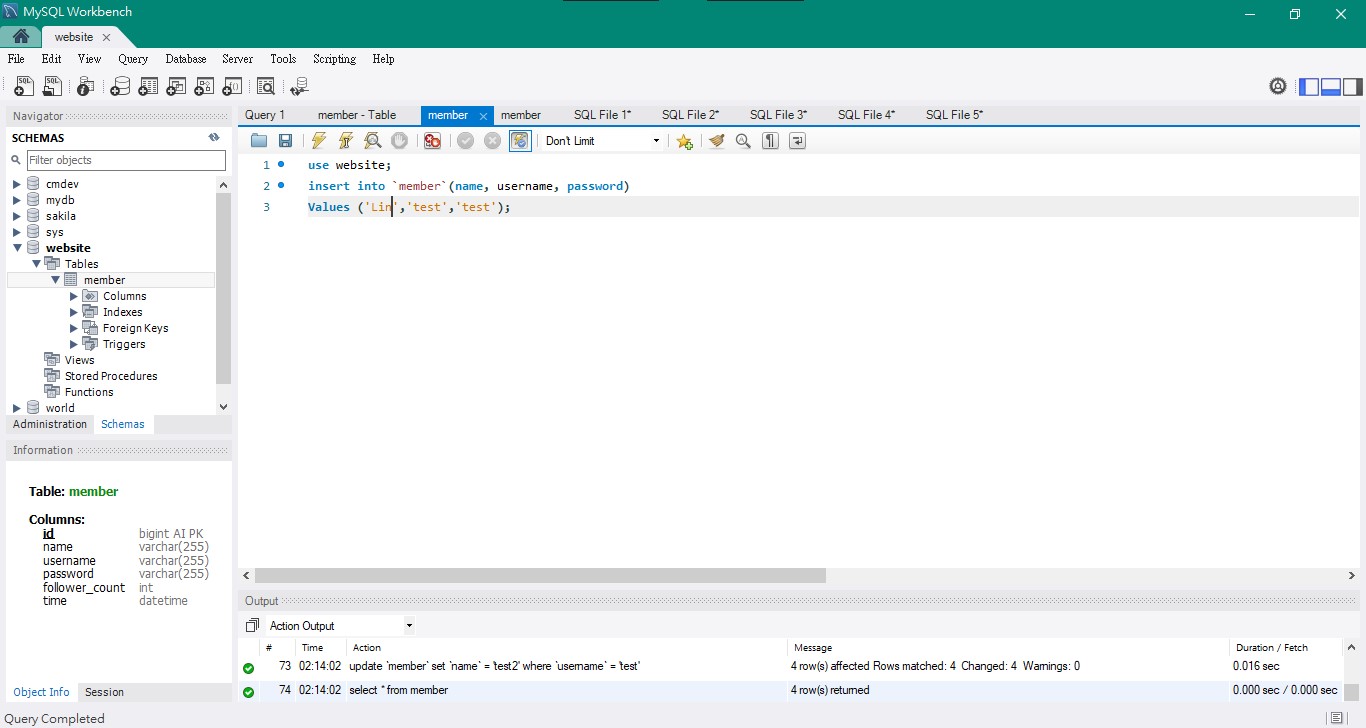 MySQL Workbench
website
File Edit View Query Database Server Tools Scripting Help
Navigator
SCHEMAS
Filter objects
cmdev
mydb
sakila
sys
website
Tables
member
Columns
Indexes
Foreign Keys
Triggers
Views
Stored Procedures
Functions
world
Administration Schemas
Information
Table: member
Columns:
id bigint AI PK
name varchar(255)
username varchar(255)
password varchar(255)
follower_count int
time datetime
Object Info Session
Query 1 member - Table member member SQL File 1* SQL File 2* SQL File 3* SQL File 4* SQL File 5*
Don't Limit
1 use website;
2 insert into `member`(name, username, password)
3 Values ('Lin','test','test');
Output
Action Output
# Time Action Message Duration / Fetch
73 02:14:02 update `member` set `name` = 'test2' where `username` = 'test' 4 row(s) affected Rows matched: 4 Changed: 4 Warnings: 0 0.016 sec
74 02:14:02 select * from member 4 row(s) returned 0.000 sec / 0.000 sec
Query Completed